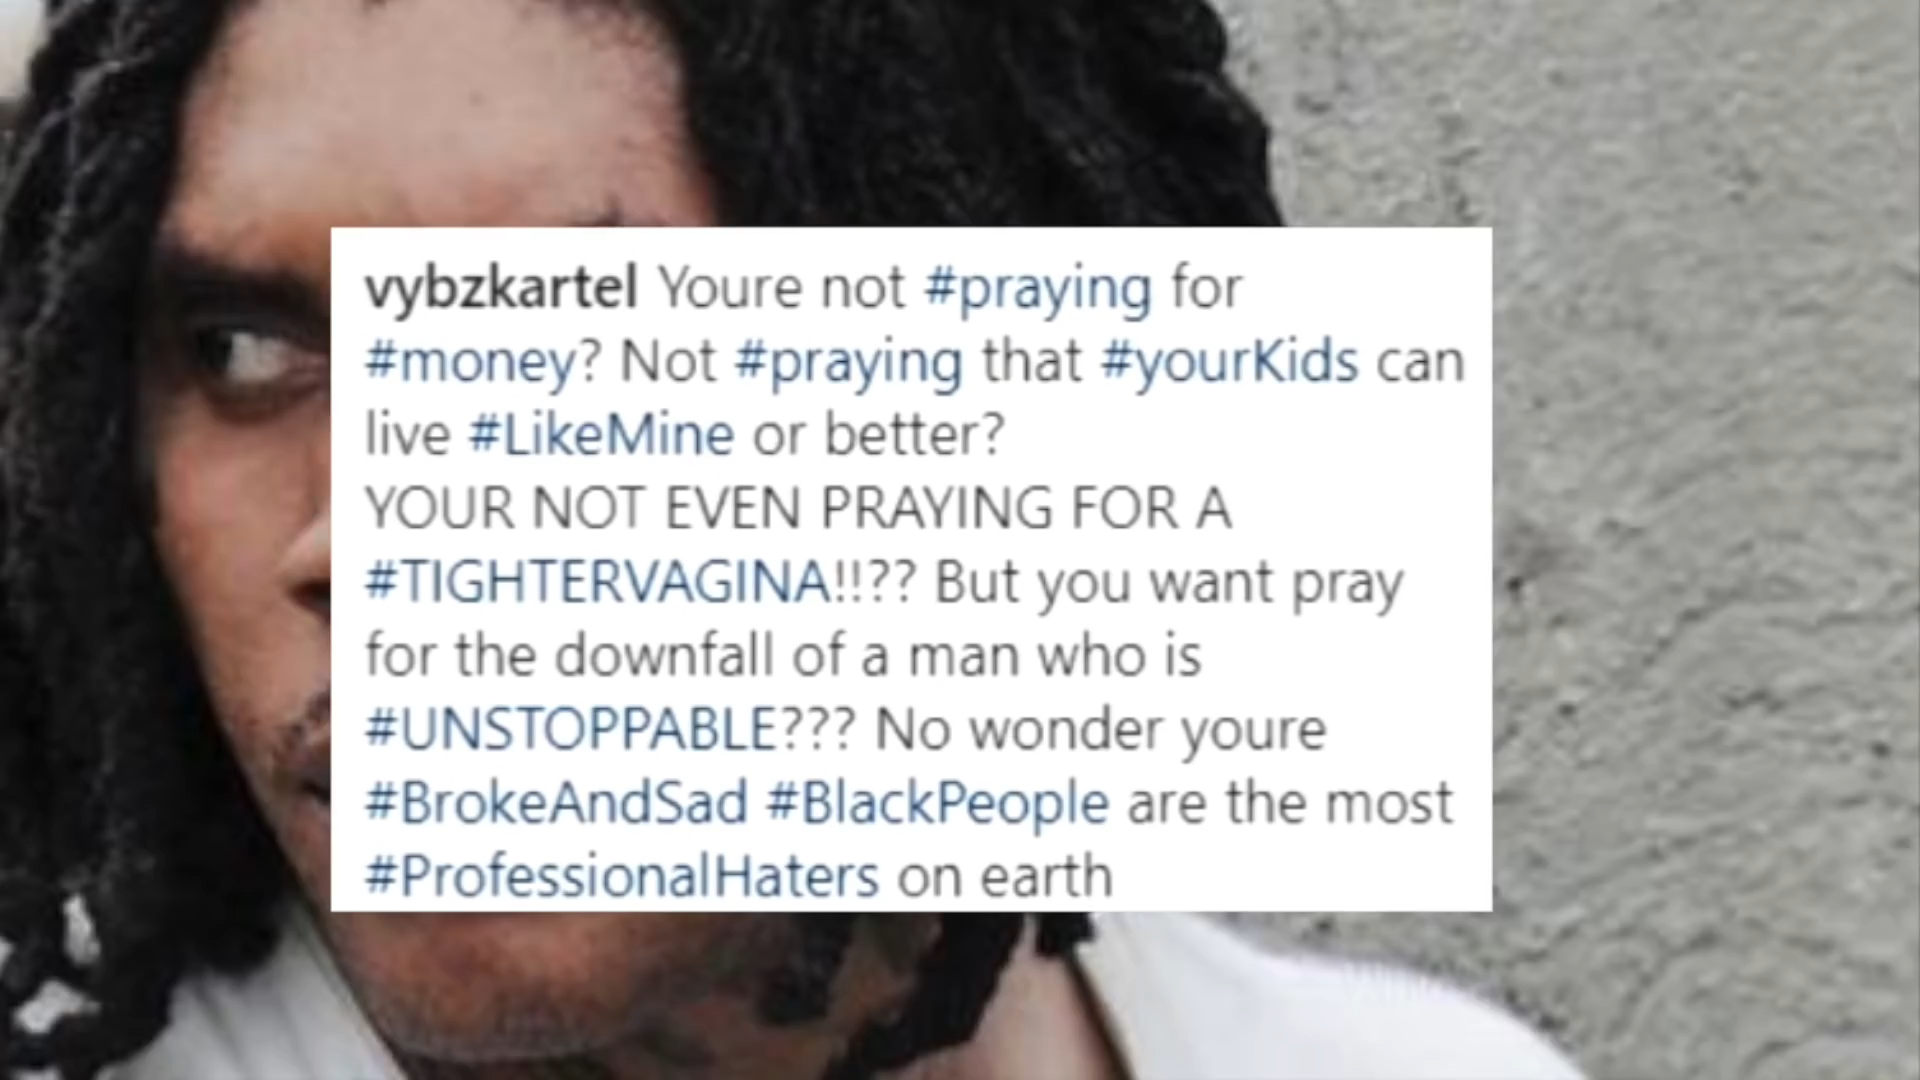 vybzkartel Youre not #praying for
#money? Not #praying that #yourKids can
live #LikeMine or better?
YOUR NOT EVEN PRAYING FOR A
#TIGHTERVAGINA!!?? But you want pray
for the downfall of a man who is
#UNSTOPPABLE??? No wonder youre
#BrokeAndSad #BlackPeople are the most
#ProfessionalHaters on earth